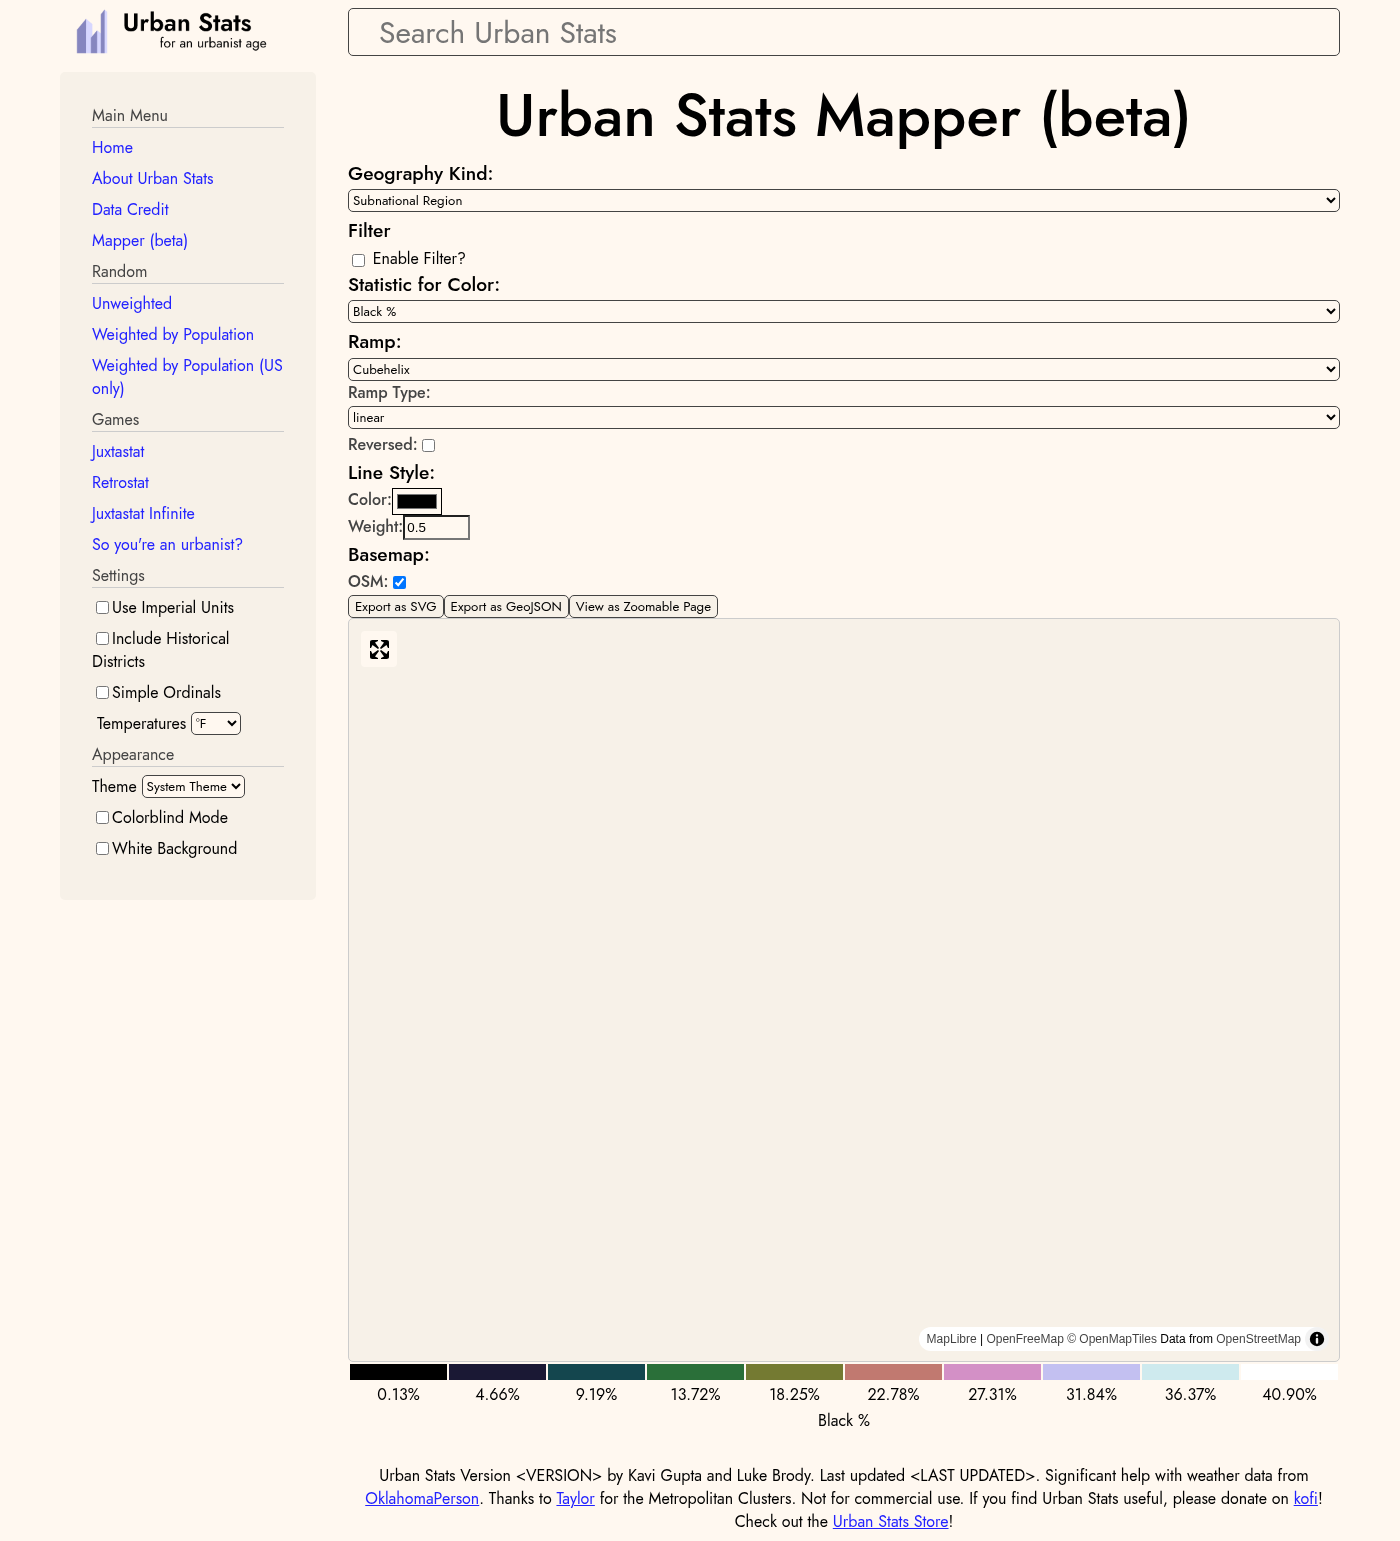 Urban Stats
for an urbanist age
Search Urban Stats
Main Menu
Home
About Urban Stats
Data Credit
Mapper (beta)
Random
Unweighted
Weighted by Population
Weighted by Population (US
only)
Games
Juxtastat
Retrostat
Juxtastat Infinite
So you're an urbanist?
Settings
Use Imperial Units
Include Historical
Districts
Simple Ordinals
Temperatures °F
Appearance
Theme System Theme
Colorblind Mode
White Background
Urban Stats Mapper (beta)
Geography Kind:
Subnational Region
Filter
Enable Filter?
Statistic for Color:
Black %
Ramp:
Cubehelix
Ramp Type:
linear
Reversed:
Line Style:
Color:
Weight: 0.5
Basemap:
OSM:
Export as SVG Export as GeoJSON View as Zoomable Page
MapLibre | OpenFreeMap © OpenMapTiles Data from OpenStreetMap
0.13% 4.66% 9.19% 13.72% 18.25% 22.78% 27.31% 31.84% 36.37% 40.90%
Black %
Urban Stats Version <VERSION> by Kavi Gupta and Luke Brody. Last updated <LAST UPDATED>. Significant help with weather data from
OklahomaPerson. Thanks to Taylor for the Metropolitan Clusters. Not for commercial use. If you find Urban Stats useful, please donate on kofi!
Check out the Urban Stats Store!